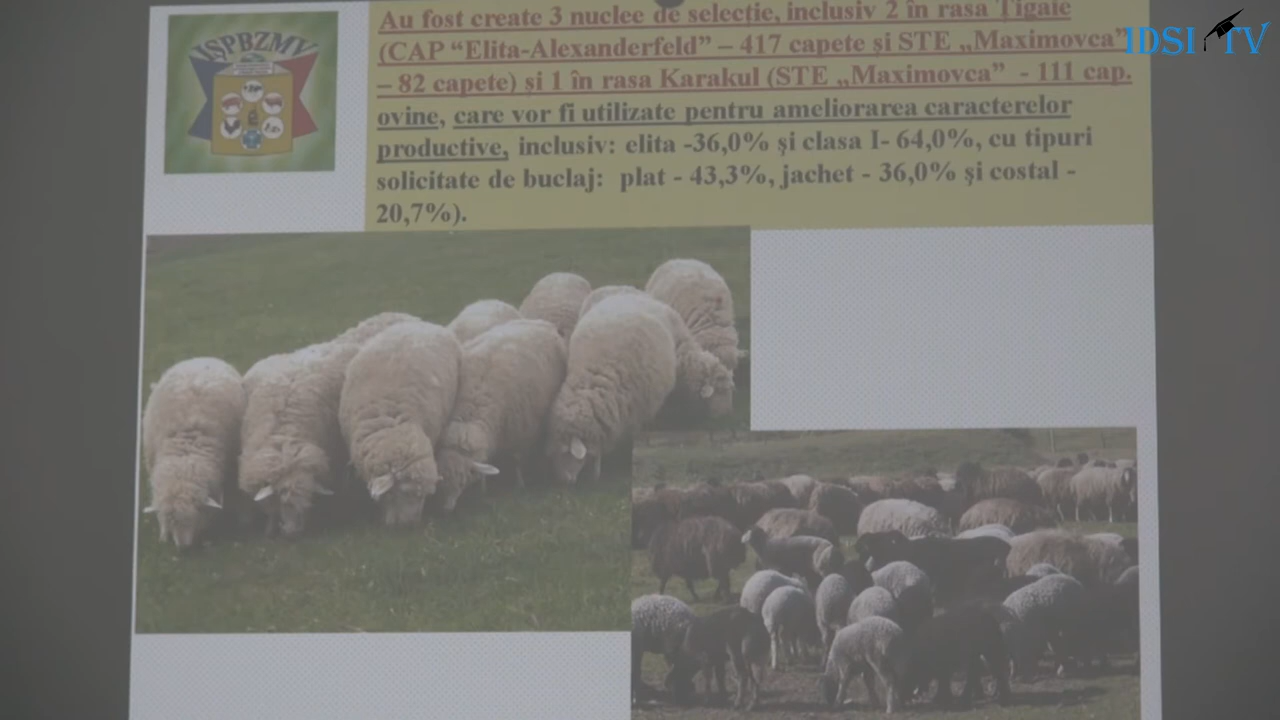 IDSI TV
IŞPBZMV
Au fost create 3 nuclee de selecție, inclusiv 2 în rasa Țigaie
(CAP “Elita-Alexanderfeld” – 417 capete și STE „Maximovca”
– 82 capete) și 1 în rasa Karakul (STE „Maximovca” - 111 cap.
ovine, care vor fi utilizate pentru ameliorarea caracterelor
productive, inclusiv: elita -36,0% și clasa I- 64,0%, cu tipuri
solicitate de buclaj: plat - 43,3%, jachet - 36,0% și costal -
20,7%).